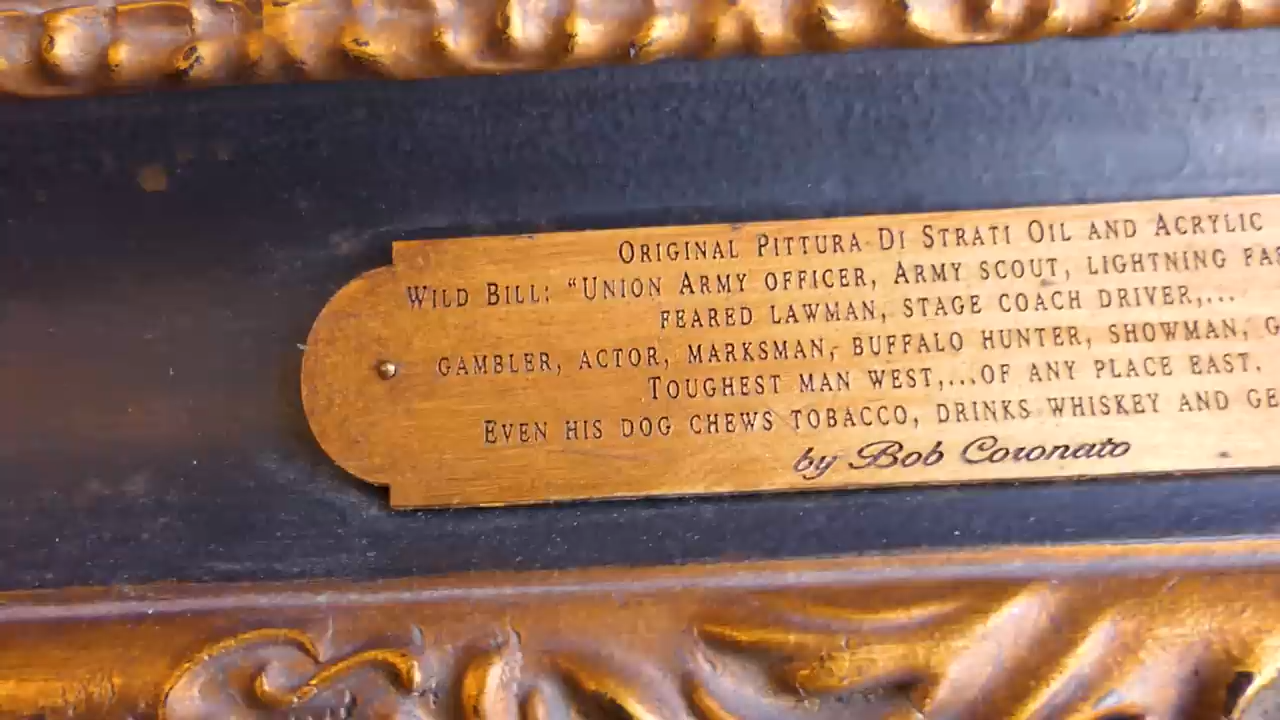 ORIGINAL PITTURA DI STRATI OIL AND ACRYLIC
WILD BILL: “UNION ARMY OFFICER, ARMY SCOUT, LIGHTNING
FEARED LAWMAN, STAGE COACH DRIVER,...
GAMBLER, ACTOR, MARKSMAN, BUFFALO HUNTER, SHOWMAN,
TOUGHEST MAN WEST,...OF ANY PLACE EAST.
EVEN HIS DOG CHEWS TOBACCO, DRINKS WHISKEY AND
by Bob Coronato